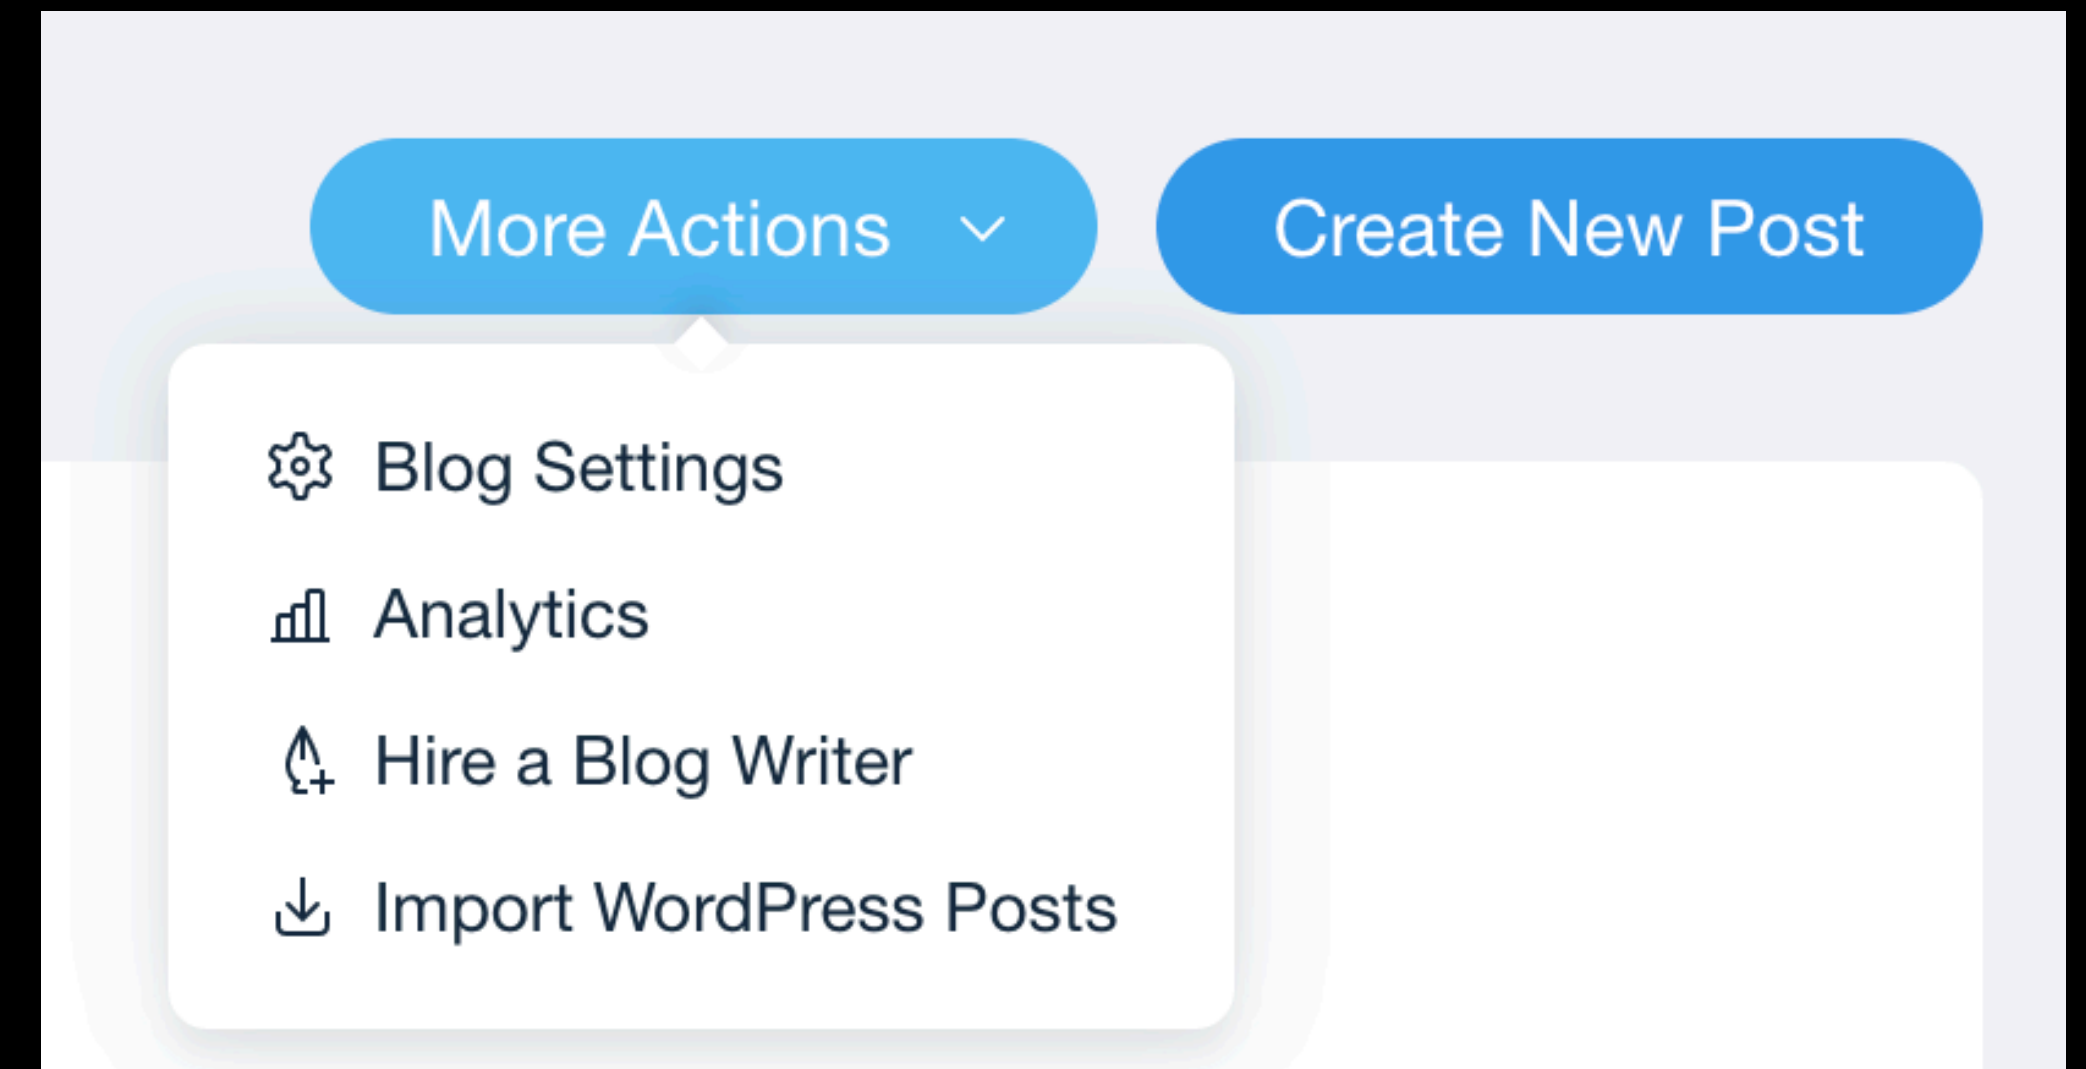 More Actions
Create New Post
Blog Settings
Analytics
Hire a Blog Writer
Import WordPress Posts